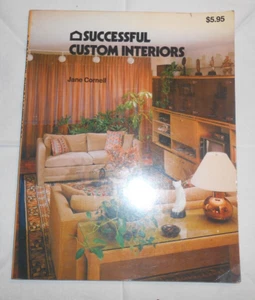 $5.95
SUCCESSFUL
CUSTOM INTERIORS
Jane Cornell